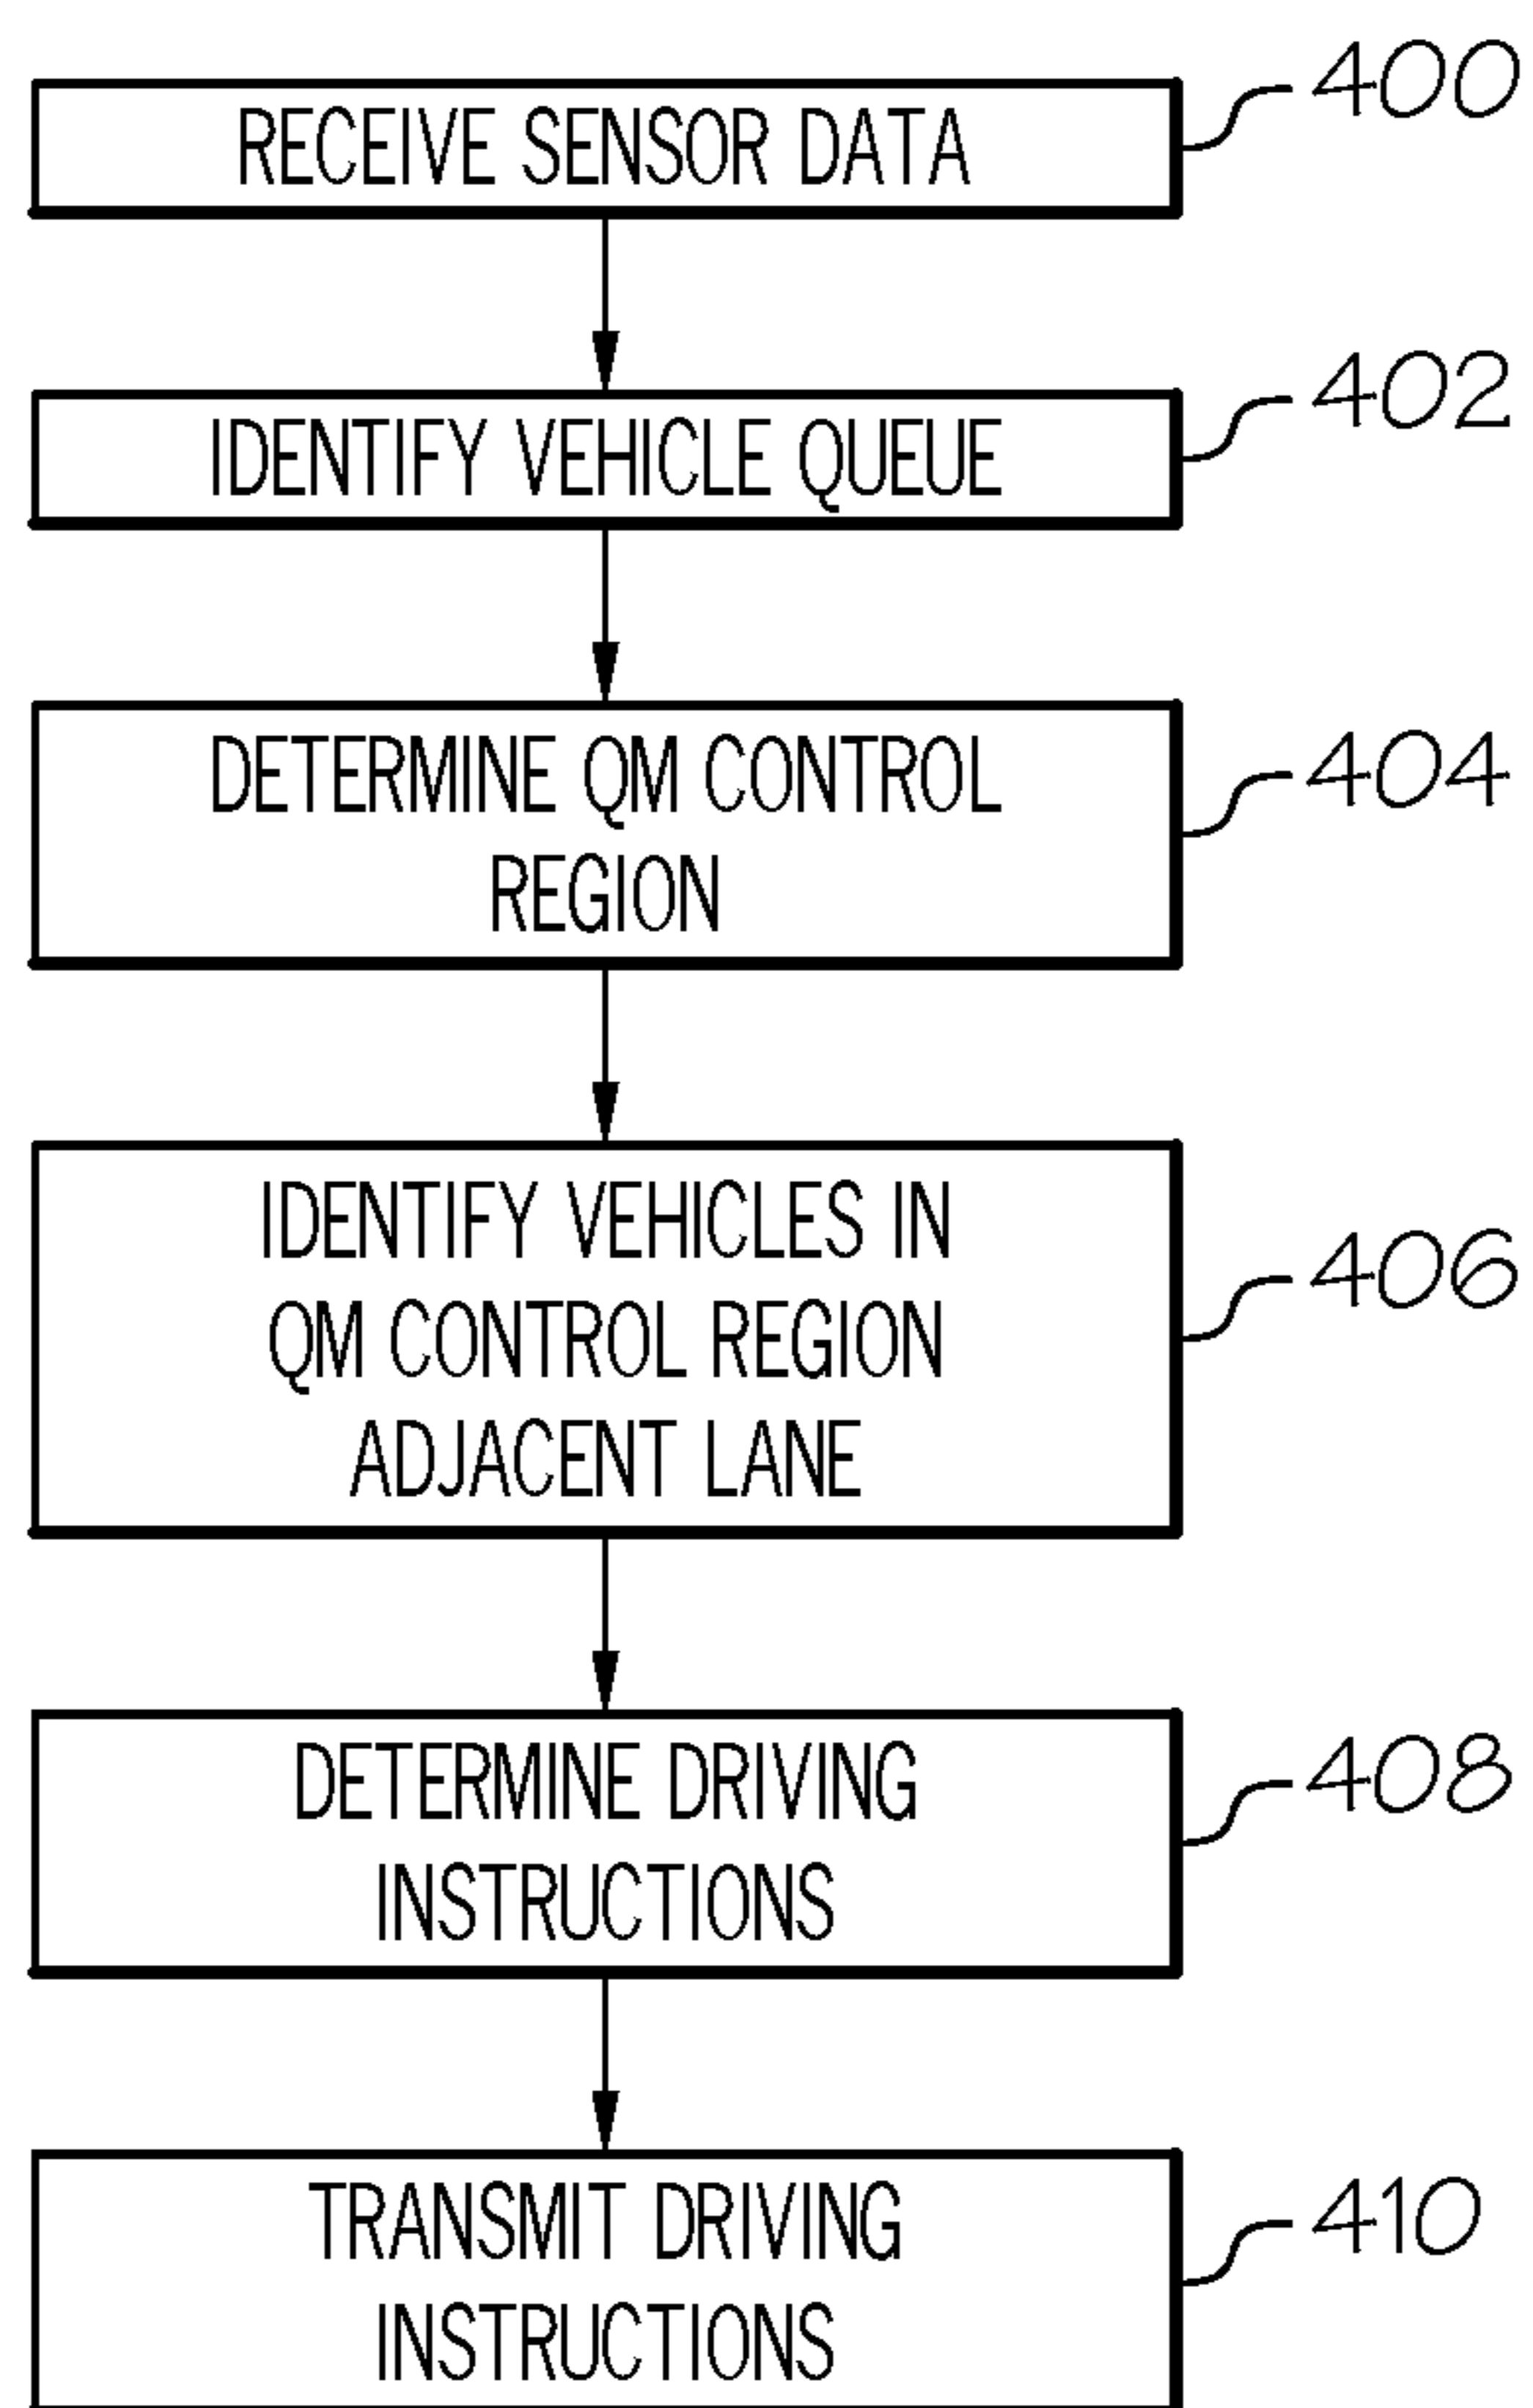 400
RECEIVE SENSOR DATA
402
IDENTIFY VEHICLE QUEUE
404
DETERMINE QM CONTROL
REGION
406
IDENTIFY VEHICLES IN
QM CONTROL REGION
ADJACENT LANE
408
DETERMINE DRIVING
INSTRUCTIONS
410
TRANSMIT DRIVING
INSTRUCTIONS